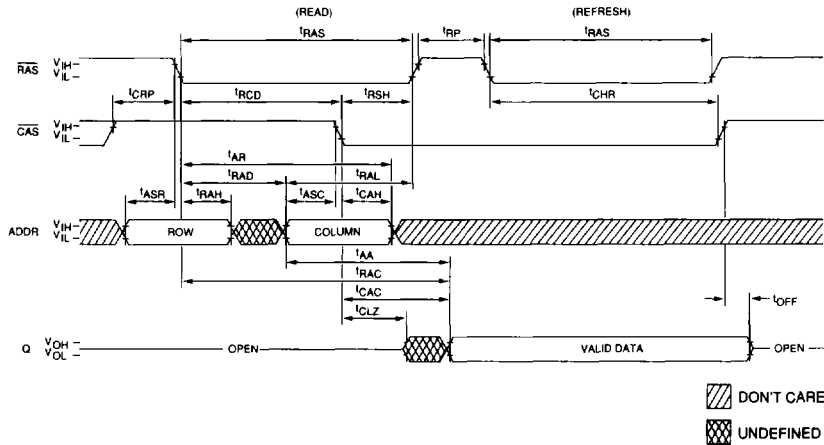 (READ) (REFRESH)
tRAS tRP tRAS
RAS VIH VIL
tCRP tRCD tRSH tCHR
CAS VIH VIL
tAR
tRAD tRAL
tASR tRAH tASC tCAH
ADDR VIH VIL ROW COLUMN
tAA
tRAC
tCAC tOFF
tCLZ
Q VOH VOL OPEN VALID DATA OPEN
DON'T CARE
UNDEFINED